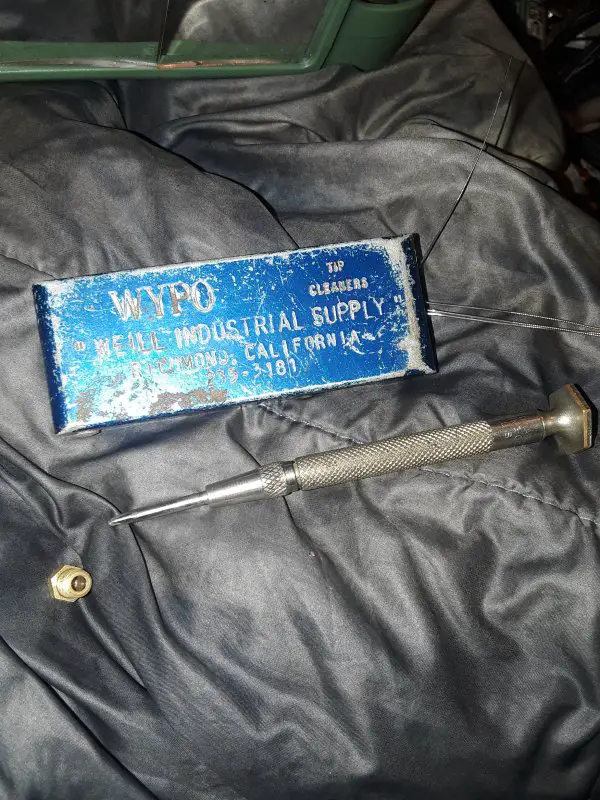 WYPO
TIP
CLEANERS
"WEILL INDUSTRIAL SUPPLY"
RICHMOND, CALIFORNIA